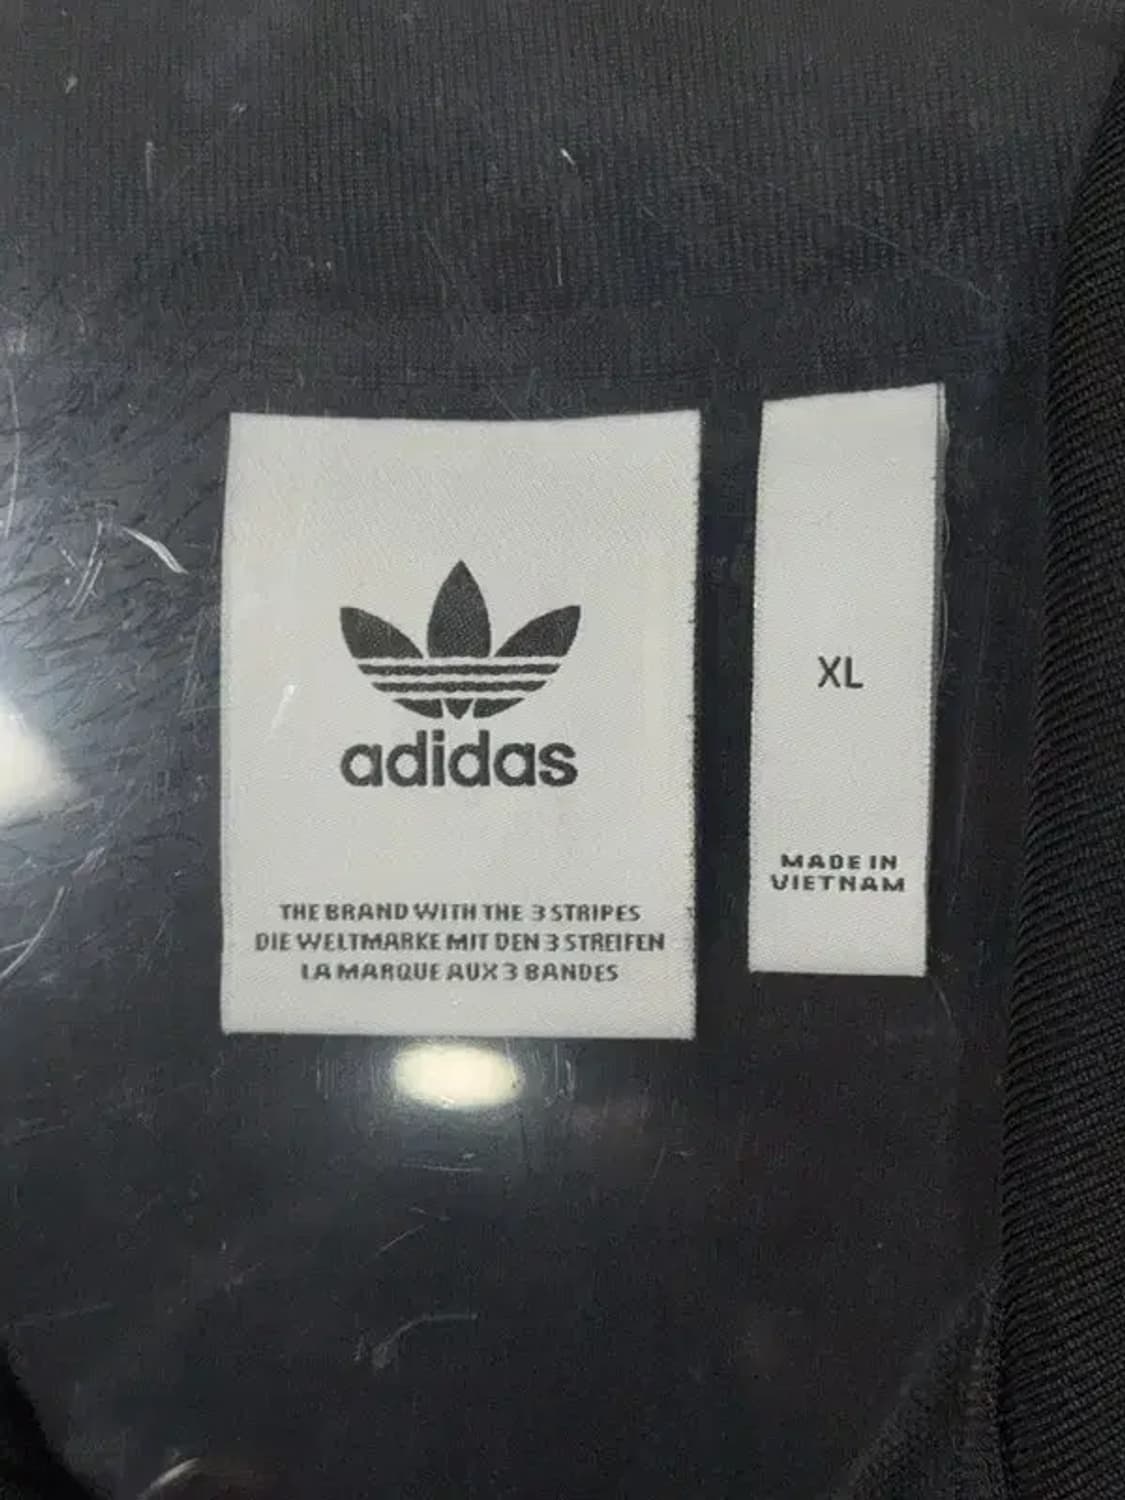 adidas
THE BRAND WITH THE 3 STRIPES
DIE WELTMARKE MIT DEN 3 STREIFEN
LA MARQUE AUX 3 BANDES
XL
MADE IN
VIETNAM